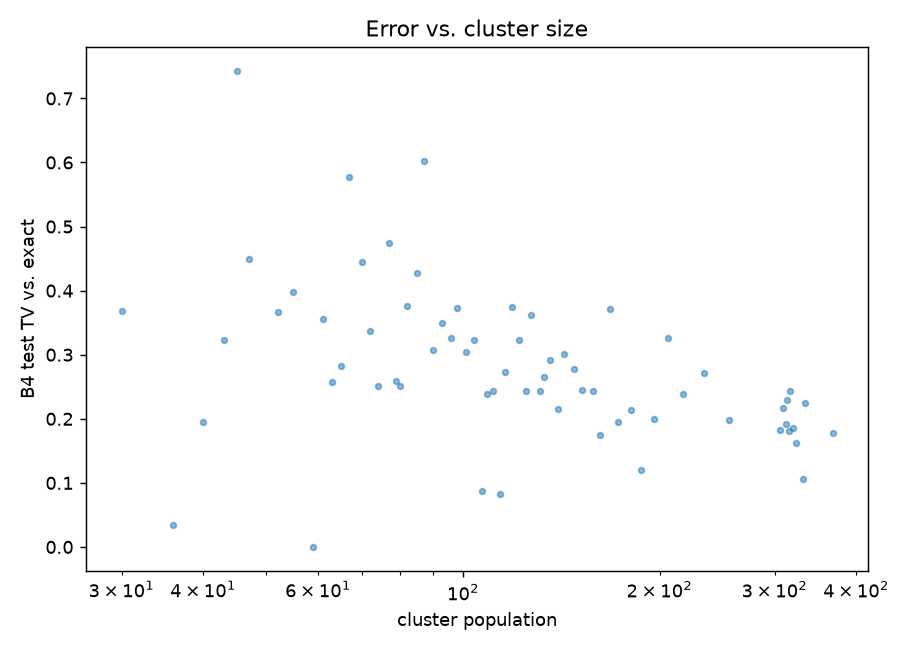 Error vs. cluster size
B4 test TV vs. exact
0.7
0.6
0.5
0.4
0.3
0.2
0.1
0.0
3 × 10¹ 4 × 10¹ 6 × 10¹ 10² 2 × 10² 3 × 10² 4 × 10²
cluster population